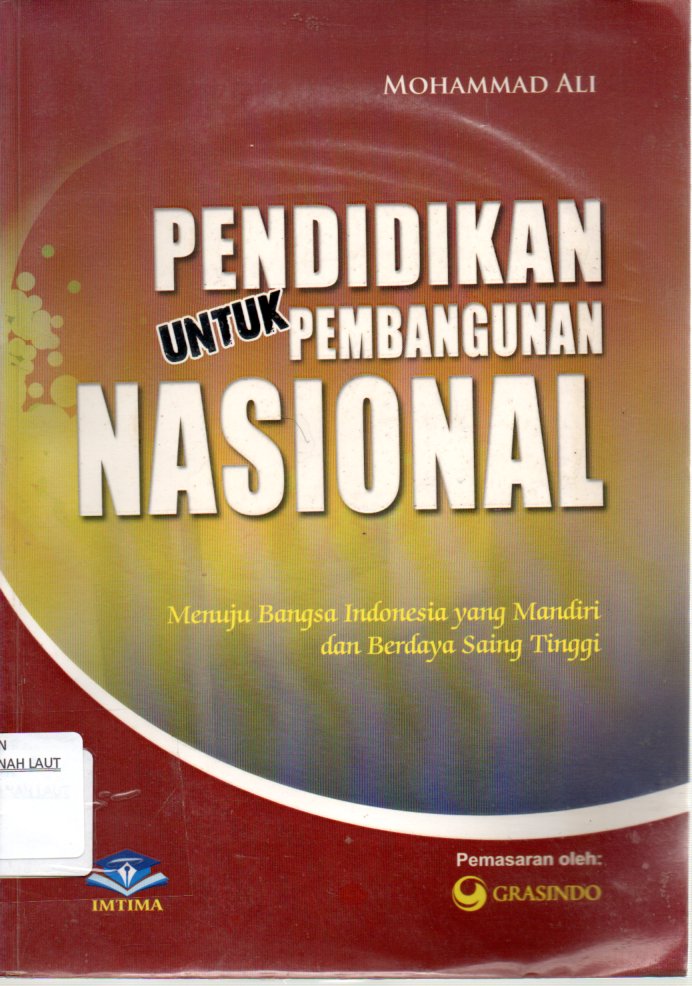 MOHAMMAD ALI
PENDIDIKAN
UNTUK PEMBANGUNAN
NASIONAL
Menuju Bangsa Indonesia yang Mandiri
dan Berdaya Saing Tinggi
N
NAH LAUT
Pemasaran oleh:
IMTIMA
GRASINDO